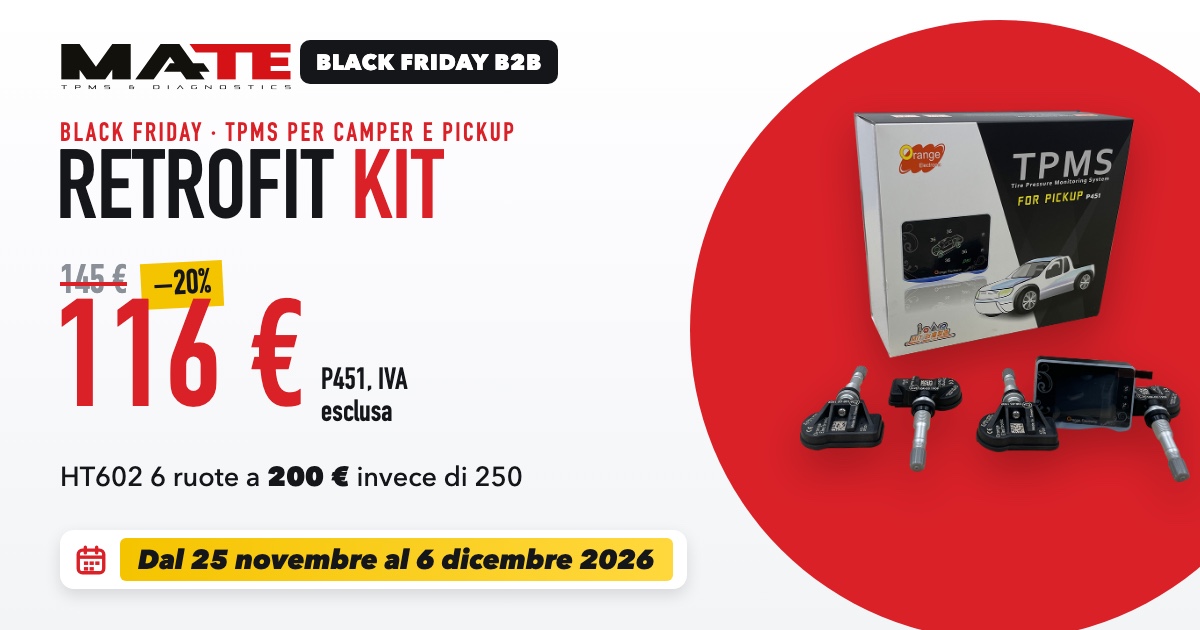 MATE
TPMS & DIAGNOSTICS
BLACK FRIDAY B2B
BLACK FRIDAY · TPMS PER CAMPER E PICKUP
RETROFIT KIT
145 €
–20%
116 €
P451, IVA
esclusa
HT602 6 ruote a 200 € invece di 250
Dal 25 novembre al 6 dicembre 2026
Orange
Electronic
TPMS
Tire Pressure Monitoring System
FOR PICKUP P451